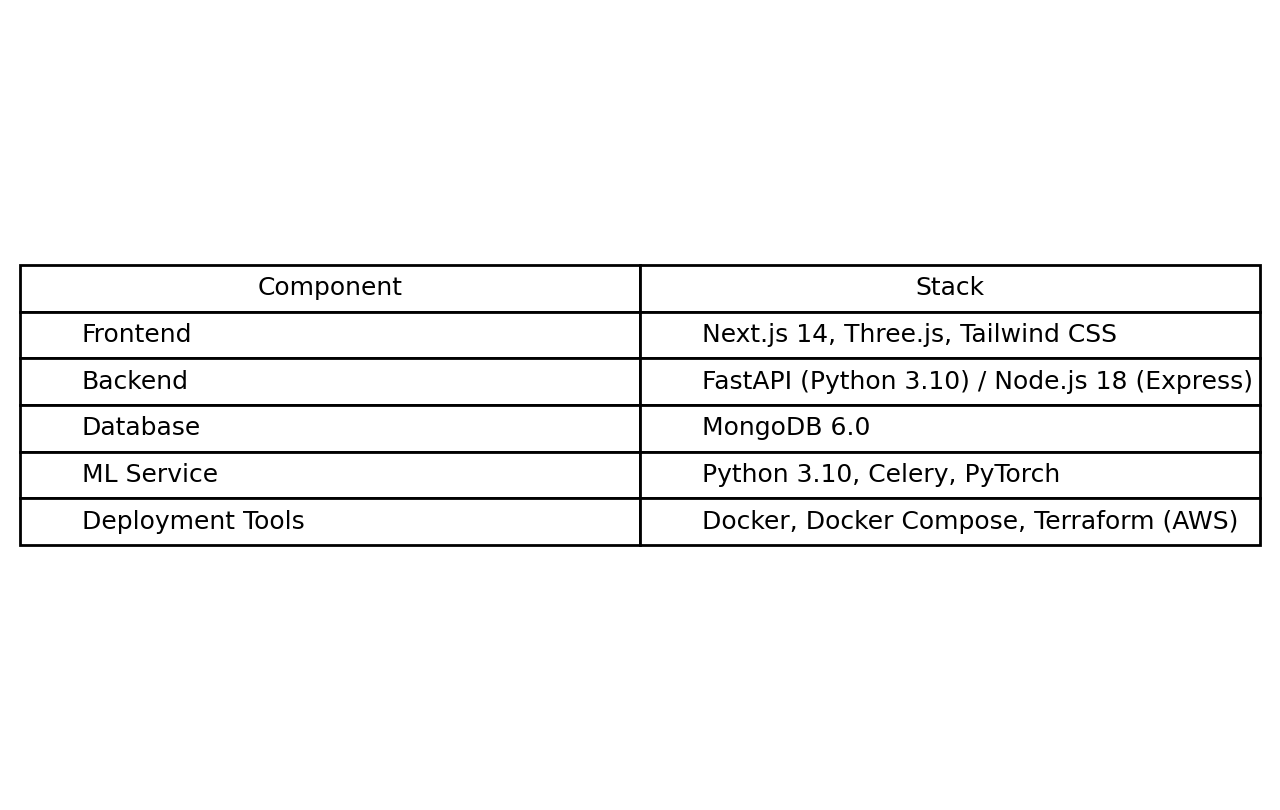 Component Stack
Frontend Next.js 14, Three.js, Tailwind CSS
Backend FastAPI (Python 3.10) / Node.js 18 (Express)
Database MongoDB 6.0
ML Service Python 3.10, Celery, PyTorch
Deployment Tools Docker, Docker Compose, Terraform (AWS)